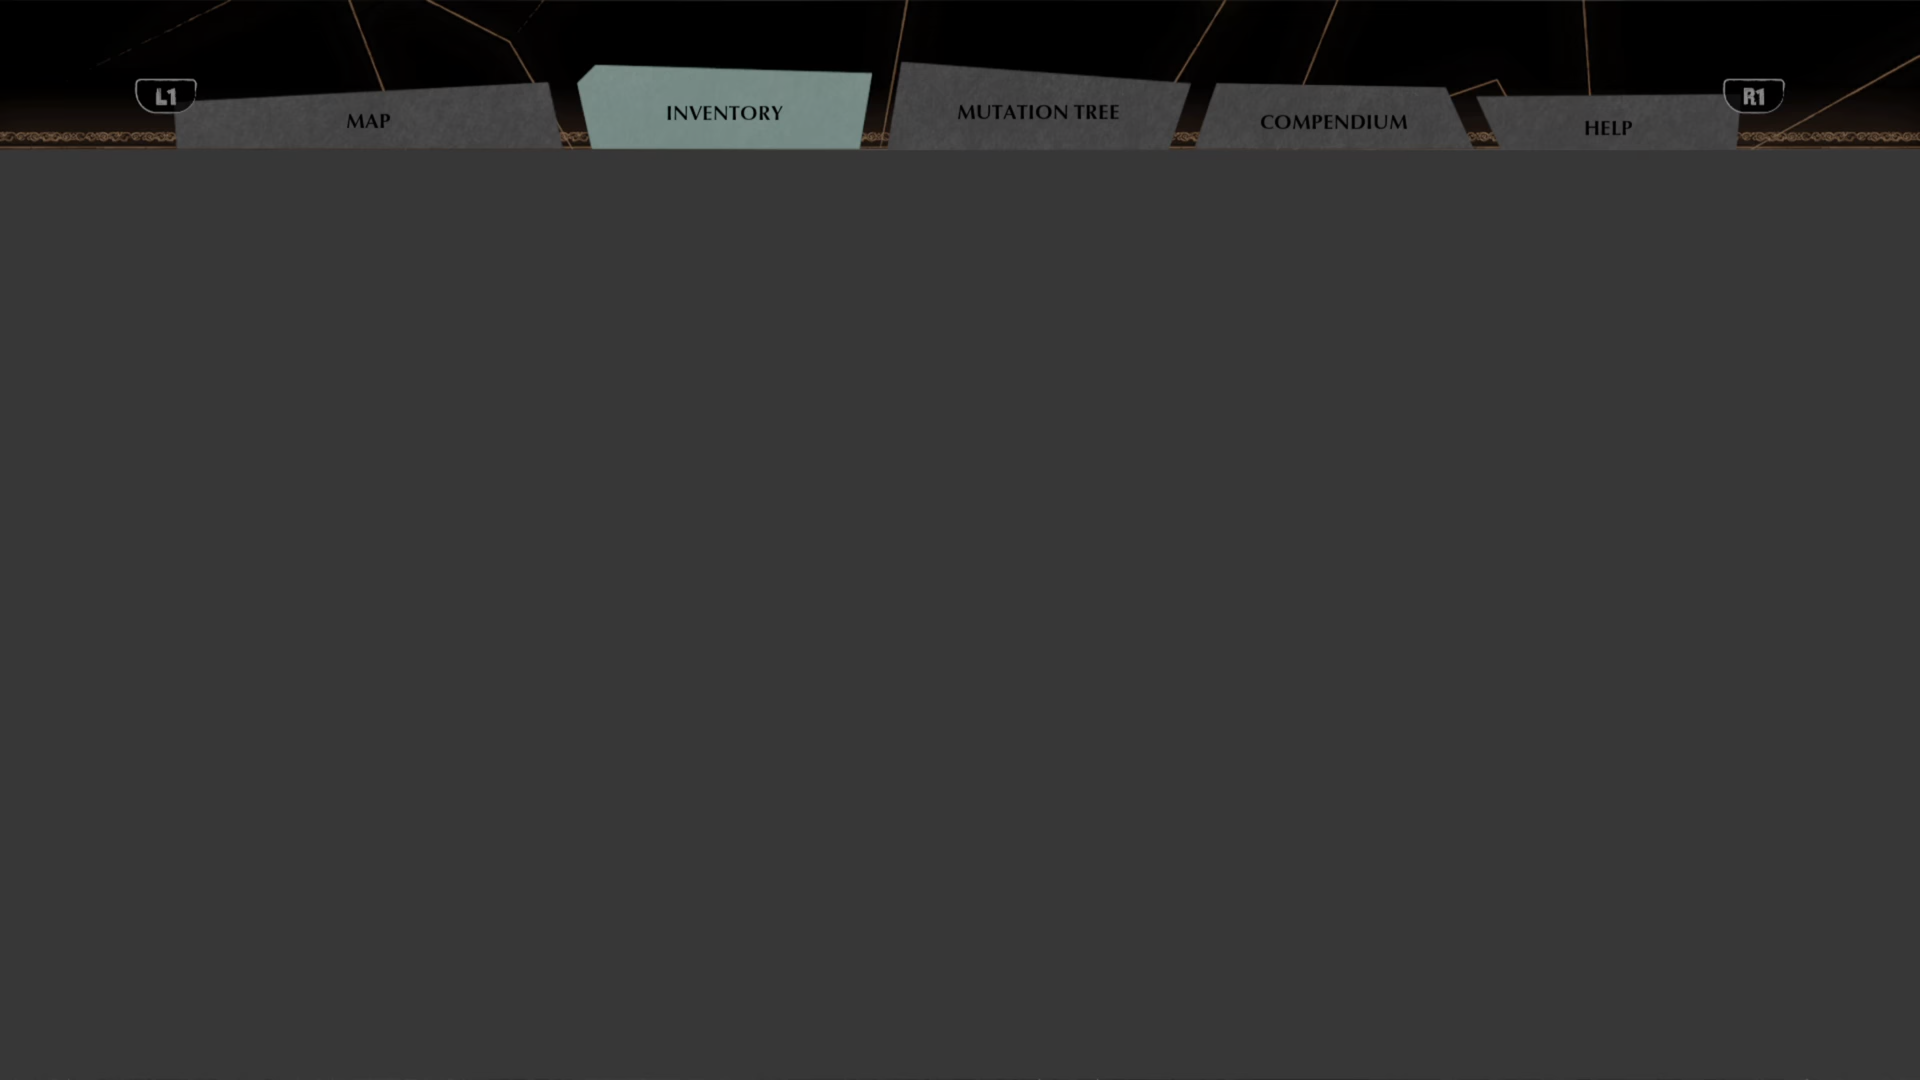 L1
MAP
INVENTORY
MUTATION TREE
COMPENDIUM
HELP
R1